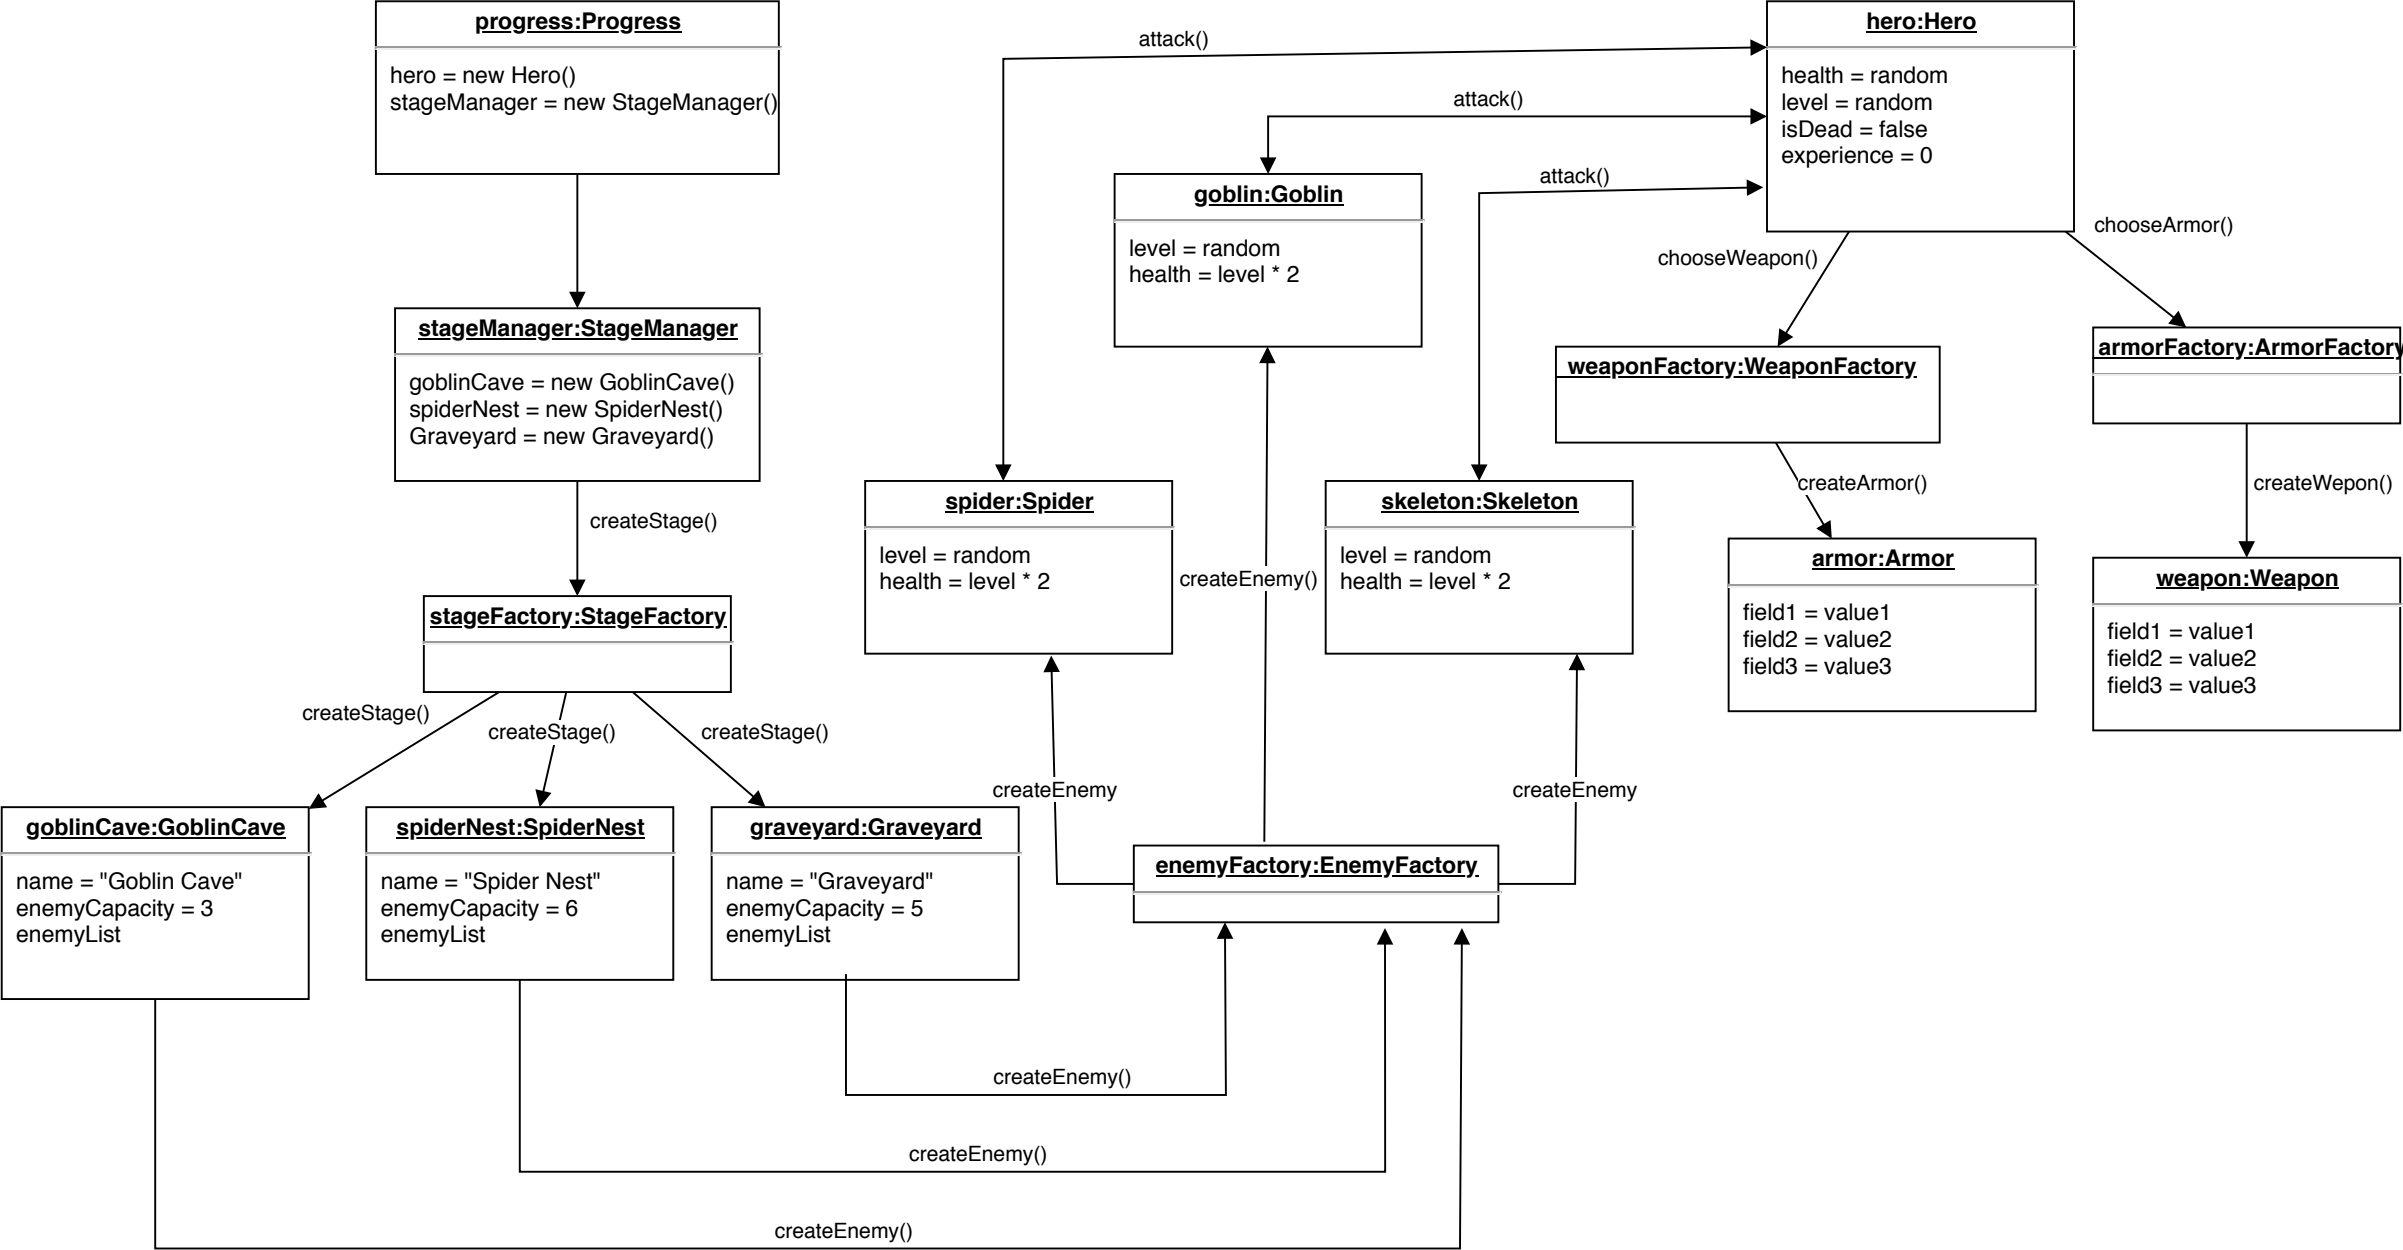 progress:Progress
hero = new Hero()
stageManager = new StageManager()
attack()
hero:Hero
health = random
level = random
isDead = false
experience = 0
attack()
attack()
goblin:Goblin
level = random
health = level * 2
chooseWeapon()
chooseArmor()
stageManager:StageManager
goblinCave = new GoblinCave()
spiderNest = new SpiderNest()
Graveyard = new Graveyard()
weaponFactory:WeaponFactory
armorFactory:ArmorFactory
createStage()
spider:Spider
level = random
health = level * 2
createEnemy()
skeleton:Skeleton
level = random
health = level * 2
createArmor()
createWepon()
armor:Armor
field1 = value1
field2 = value2
field3 = value3
weapon:Weapon
field1 = value1
field2 = value2
field3 = value3
stageFactory:StageFactory
createStage()
createStage()
createStage()
createEnemy
createEnemy
goblinCave:GoblinCave
name = "Goblin Cave"
enemyCapacity = 3
enemyList
spiderNest:SpiderNest
name = "Spider Nest"
enemyCapacity = 6
enemyList
graveyard:Graveyard
name = "Graveyard"
enemyCapacity = 5
enemyList
enemyFactory:EnemyFactory
createEnemy()
createEnemy()
createEnemy()